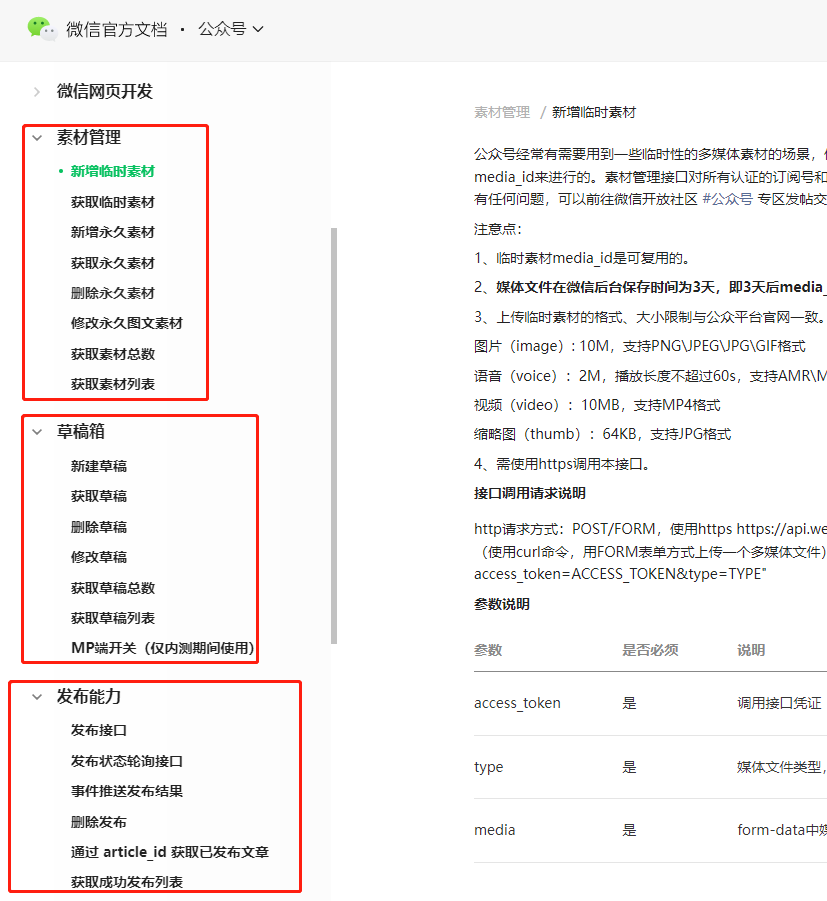 微信官方文档 · 公众号
微信网页开发
素材管理
新增临时素材
获取临时素材
新增永久素材
获取永久素材
删除永久素材
修改永久图文素材
获取素材总数
获取素材列表
草稿箱
新建草稿
获取草稿
删除草稿
修改草稿
获取草稿总数
获取草稿列表
MP端开关（仅内测期间使用）
发布能力
发布接口
发布状态轮询接口
事件推送发布结果
删除发布
通过 article_id 获取已发布文章
获取成功发布列表
素材管理 / 新增临时素材
公众号经常有需要用到一些临时性的多媒体素材的场景，
media_id来进行的。素材管理接口对所有认证的订阅号和
有任何问题，可以前往微信开放社区 #公众号 专区发帖交
注意点：
1、临时素材media_id是可复用的。
2、媒体文件在微信后台保存时间为3天，即3天后media_
3、上传临时素材的格式、大小限制与公众平台官网一致。
图片（image）: 10M，支持PNG\JPEG\JPG\GIF格式
语音（voice）：2M，播放长度不超过60s，支持AMR\M
视频（video）：10MB，支持MP4格式
缩略图（thumb）：64KB，支持JPG格式
4、需使用https调用本接口。
接口调用请求说明
http请求方式：POST/FORM，使用https https://api.we
（使用curl命令，用FORM表单方式上传一个多媒体文件）
access_token=ACCESS_TOKEN&type=TYPE"
参数说明
参数 是否必须 说明
access_token 是 调用接口凭证
type 是 媒体文件类型，
media 是 form-data中媒